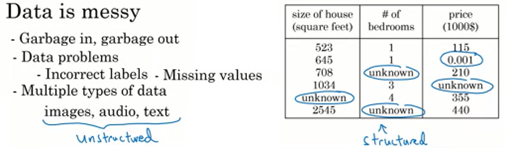 Data is messy
- Garbage in, garbage out
- Data problems
- Incorrect labels - Missing values
- Multiple types of data
images, audio, text
unstructured
size of house (square feet) # of bedrooms price (1000$)
523 1 115
645 1 0.001
708 unknown 210
1034 3 unknown
unknown 4 355
2545 unknown 440
structured